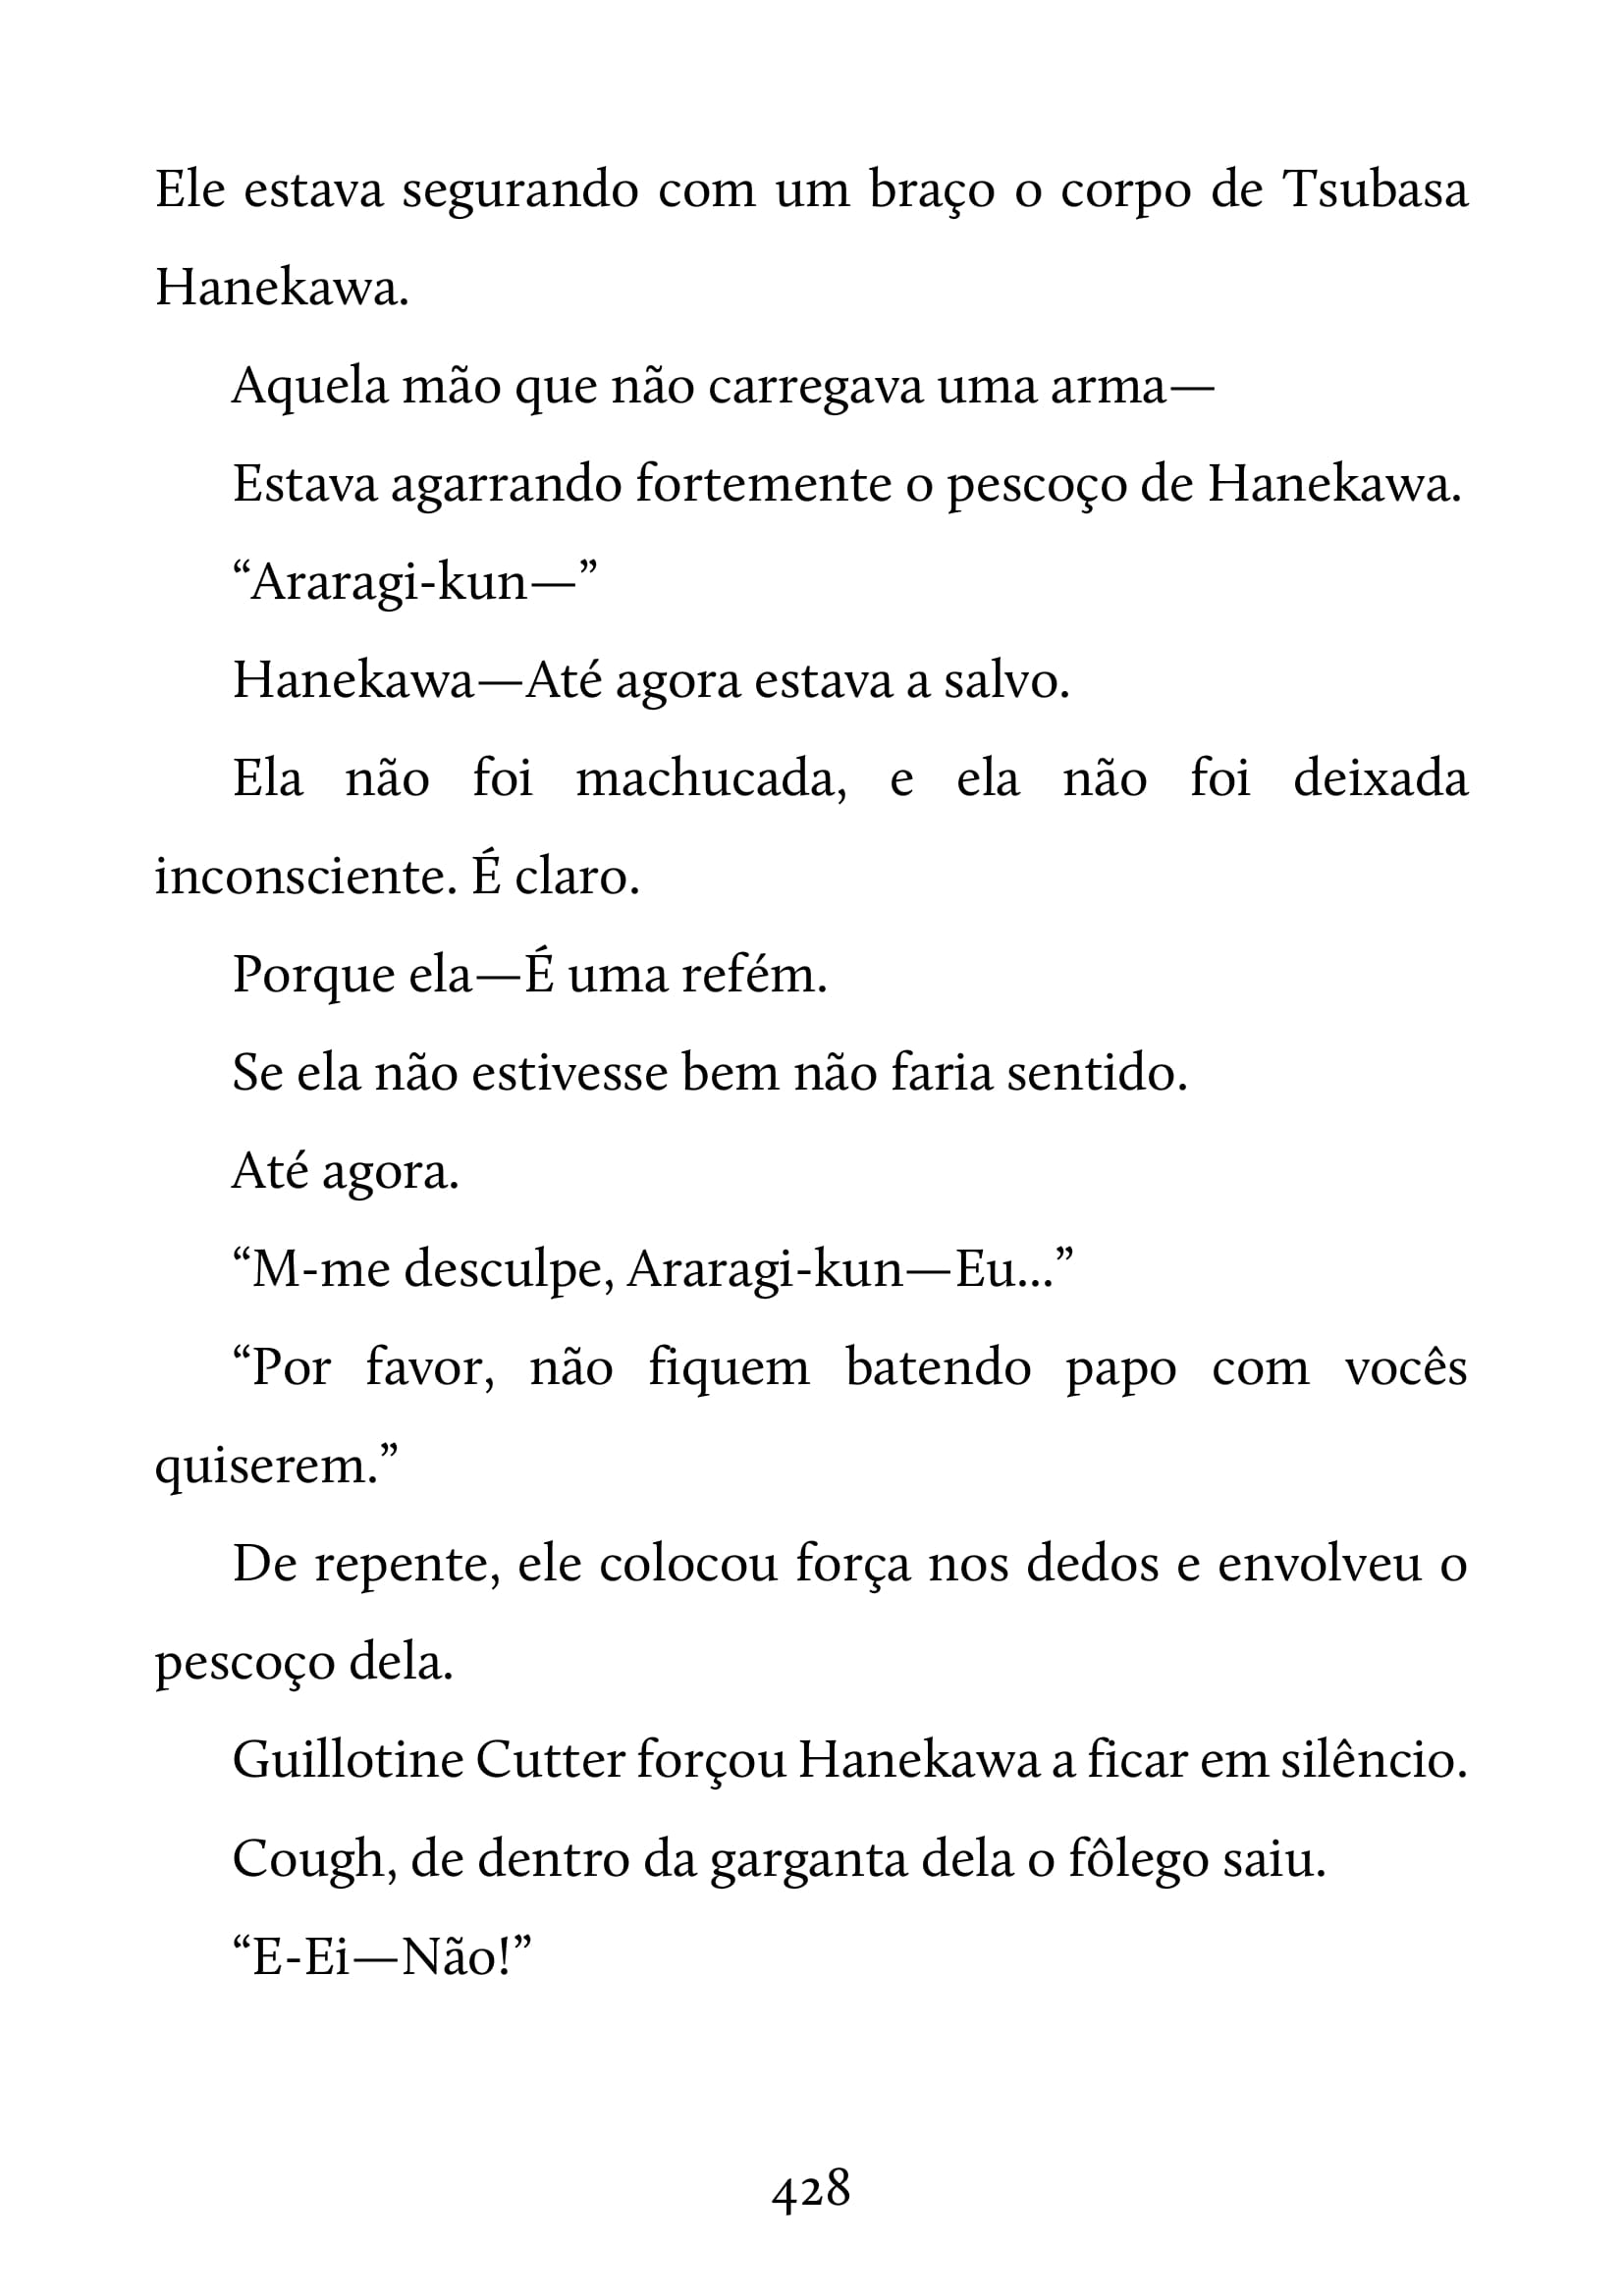 Ele estava segurando com um braço o corpo de Tsubasa
Hanekawa.
Aquela mão que não carregava uma arma—
Estava agarrando fortemente o pescoço de Hanekawa.
“Araragi-kun—”
Hanekawa—Até agora estava a salvo.
Ela não foi machucada, e ela não foi deixada
inconsciente. É claro.
Porque ela—É uma refém.
Se ela não estivesse bem não faria sentido.
Até agora.
“M-me desculpe, Araragi-kun—Eu...”
“Por favor, não fiquem batendo papo com vocês
quiserem.”
De repente, ele colocou força nos dedos e envolveu o
pescoço dela.
Guillotine Cutter forçou Hanekawa a ficar em silêncio.
Cough, de dentro da garganta dela o fôlego saiu.
“E-Ei—Não!”
428